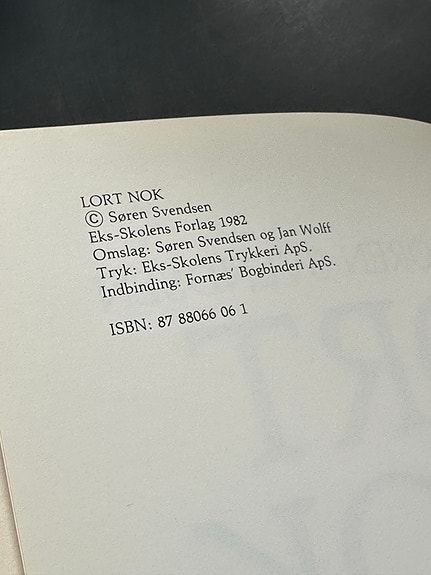 LORT NOK
© Søren Svendsen
Eks-Skolens Forlag 1982
Omslag: Søren Svendsen og Jan Wolff
Tryk: Eks-Skolens Trykkeri ApS.
Indbinding: Fornæs' Bogbinderi ApS.
ISBN: 87 88066 06 1